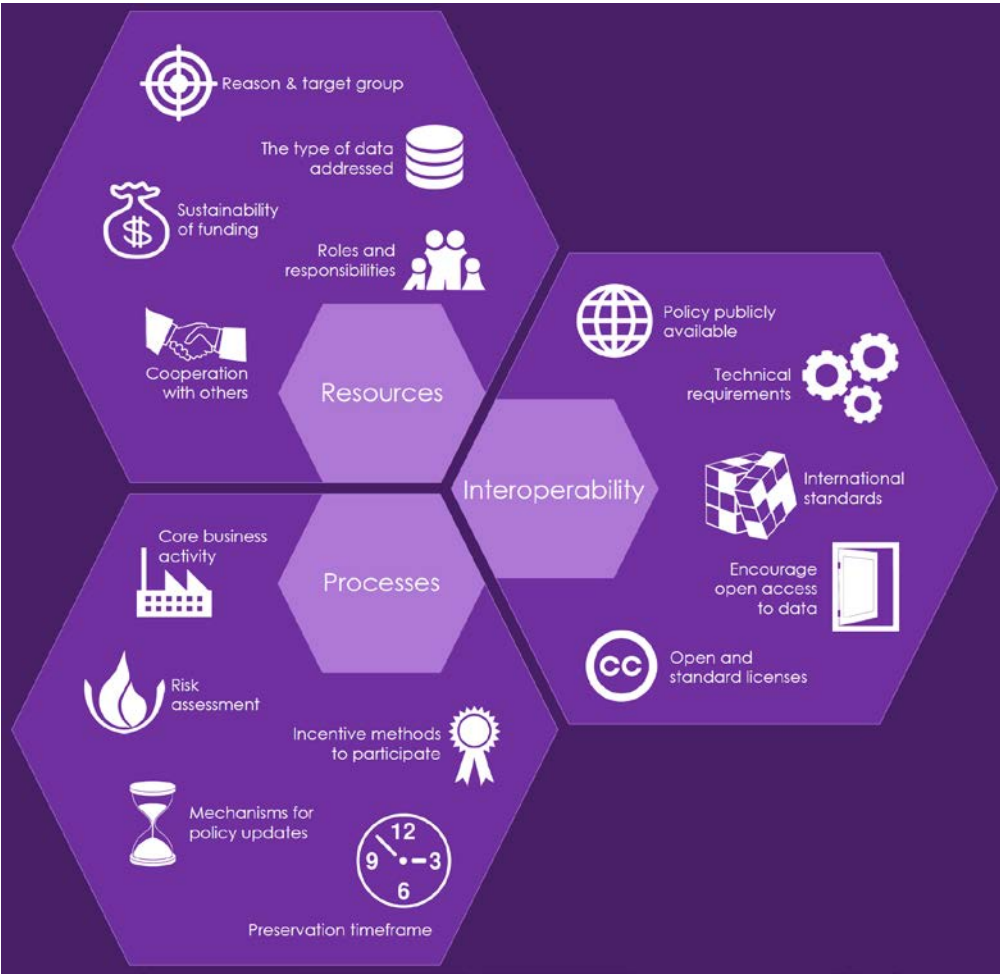 Reason & target group
The type of data
addressed
Sustainability
of funding
$
Roles and
responsibilities
Cooperation
with others
Resources
Policy publicly
available
Technical
requirements
Interoperability
International
standards
Encourage
open access
to data
CC
Open and
standard licenses
Core business
activity
Processes
Risk
assessment
Incentive methods
to participate
Mechanisms for
policy updates
12
9 3
6
Preservation timeframe